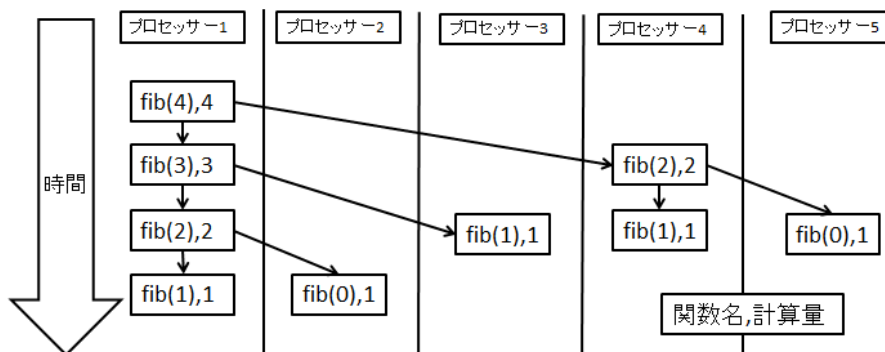 プロセッサー1
プロセッサー2
プロセッサー3
プロセッサー4
プロセッサー5
時間
fib(4),4
fib(3),3
fib(2),2
fib(2),2
fib(1),1
fib(1),1
fib(0),1
fib(1),1
fib(0),1
関数名,計算量